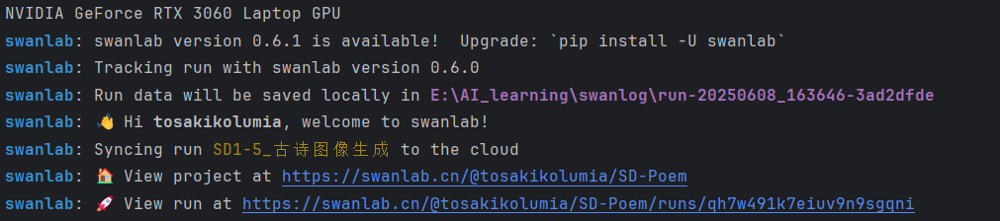 NVIDIA GeForce RTX 3060 Laptop GPU
swanlab: swanlab version 0.6.1 is available!  Upgrade: `pip install -U swanlab`
swanlab: Tracking run with swanlab version 0.6.0
swanlab: Run data will be saved locally in E:\AI_learning\swanlog\run-20250608_163646-3ad2dfde
swanlab: 👋 Hi tosakikolumia, welcome to swanlab!
swanlab: Syncing run SD1-5_古诗图像生成 to the cloud
swanlab: 🏠 View project at https://swanlab.cn/@tosakikolumia/SD-Poem
swanlab: 🚀 View run at https://swanlab.cn/@tosakikolumia/SD-Poem/runs/qh7w491k7eiuv9n9sgqni